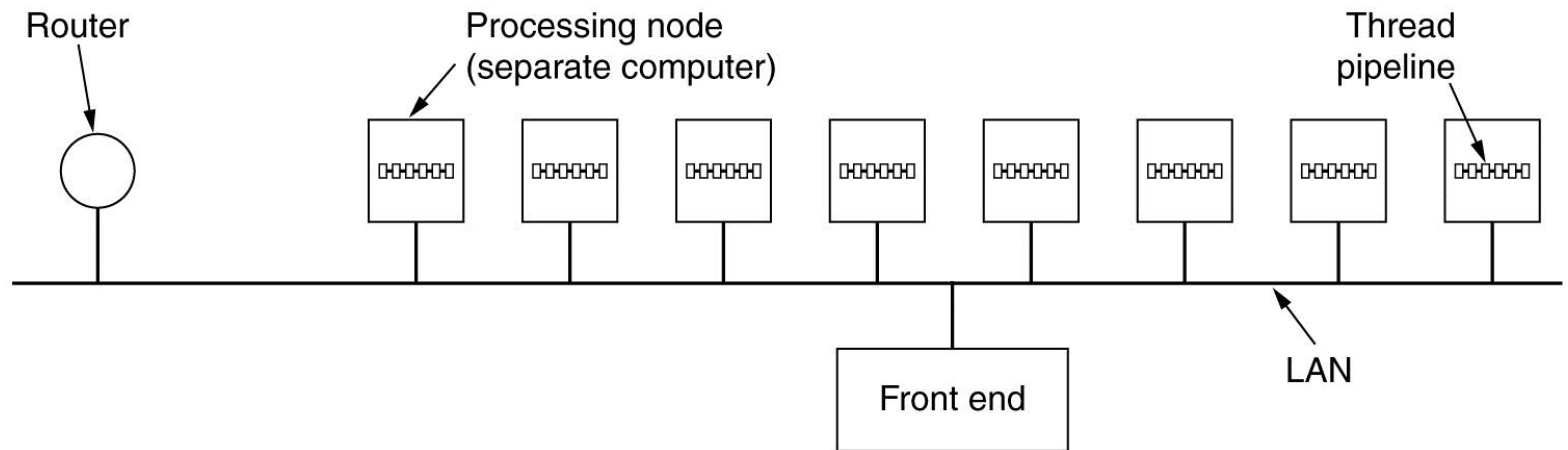 Router
Processing node
(separate computer)
Thread
pipeline
LAN
Front end